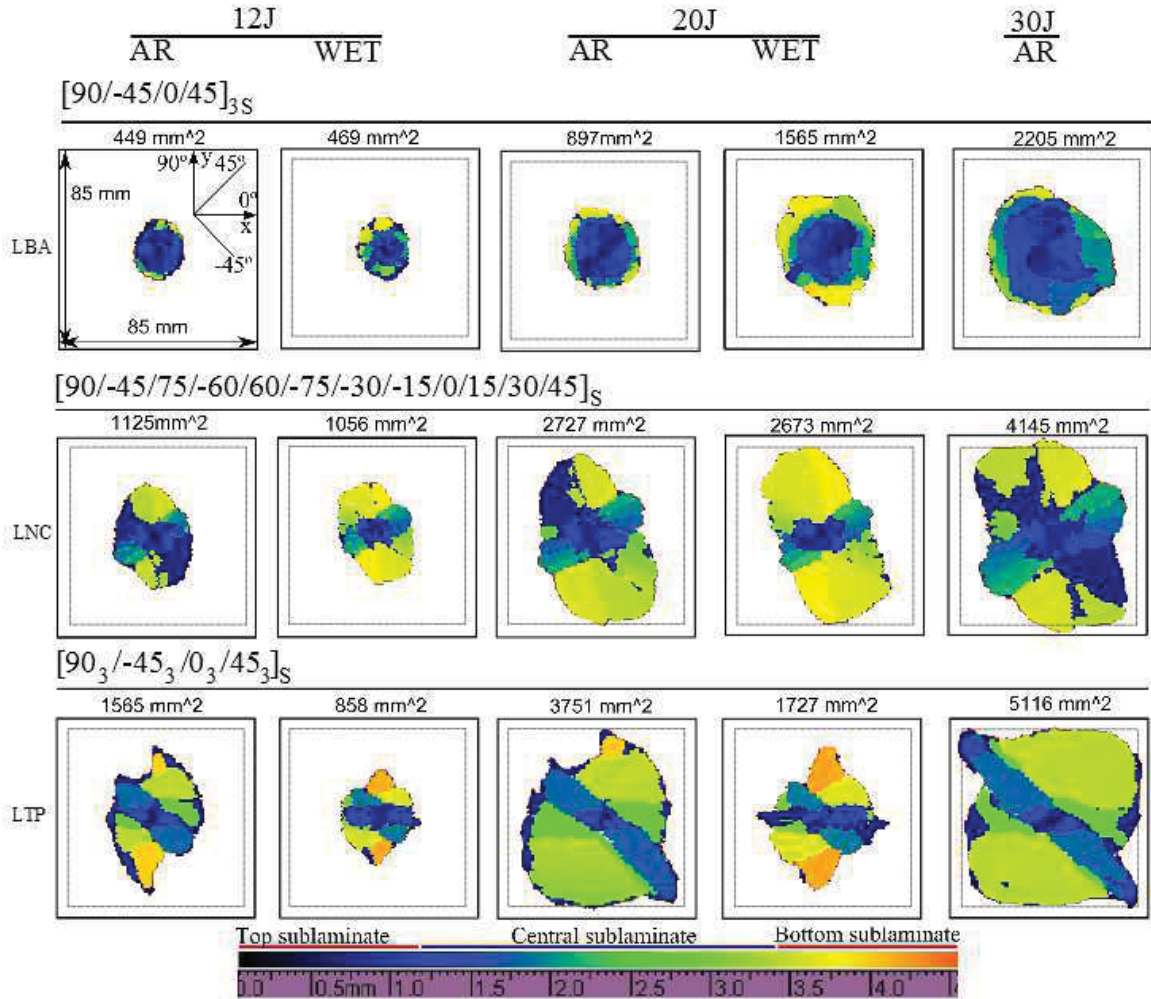 12J 20J 30J
AR WET AR WET AR
[90/-45/0/45]3S
449 mm^2 469 mm^2 897mm^2 1565 mm^2 2205 mm^2
90º y 45º
85 mm
0º
x
LBA
-45º
85 mm
[90/-45/75/-60/60/-75/-30/-15/0/15/30/45]S
1125mm^2 1056 mm^2 2727 mm^2 2673 mm^2 4145 mm^2
LNC
[903/-453/03/453]S
1565 mm^2 858 mm^2 3751 mm^2 1727 mm^2 5116 mm^2
LTP
Top sublaminate Central sublaminate Bottom sublaminate
0.0 0.5mm 1.0 1.5 2.0 2.5 3.0 3.5 4.0